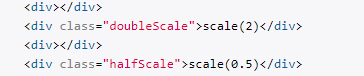 <div></div>
<div class="doubleScale">scale(2)</div>
<div></div>
<div class="halfScale">scale(0.5)</div>